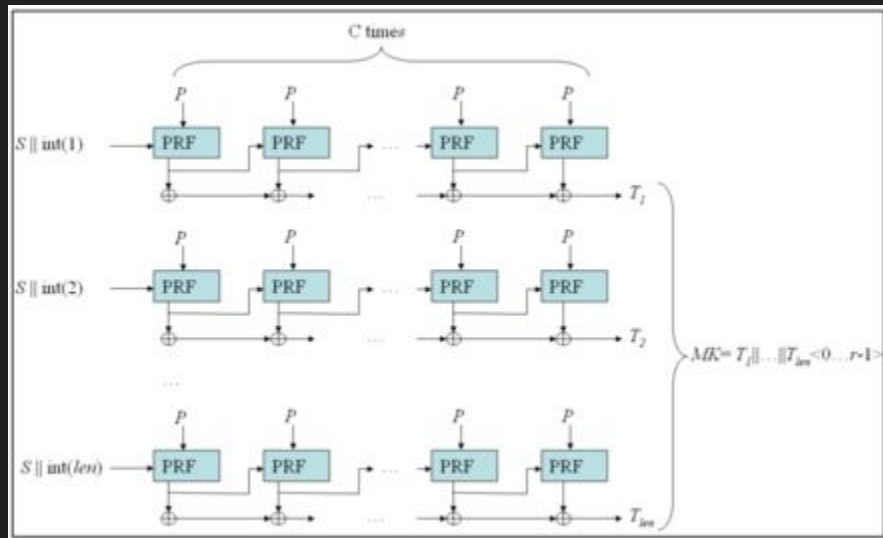 C times
P P P P
S || int(1) PRF PRF ... PRF PRF
... T1
P P P P
S || int(2) PRF PRF ... PRF PRF
... T2
MK= T1||...||Tlen<0...r-1>
...
P P P P
S || int(len) PRF PRF ... PRF PRF
... Tlen